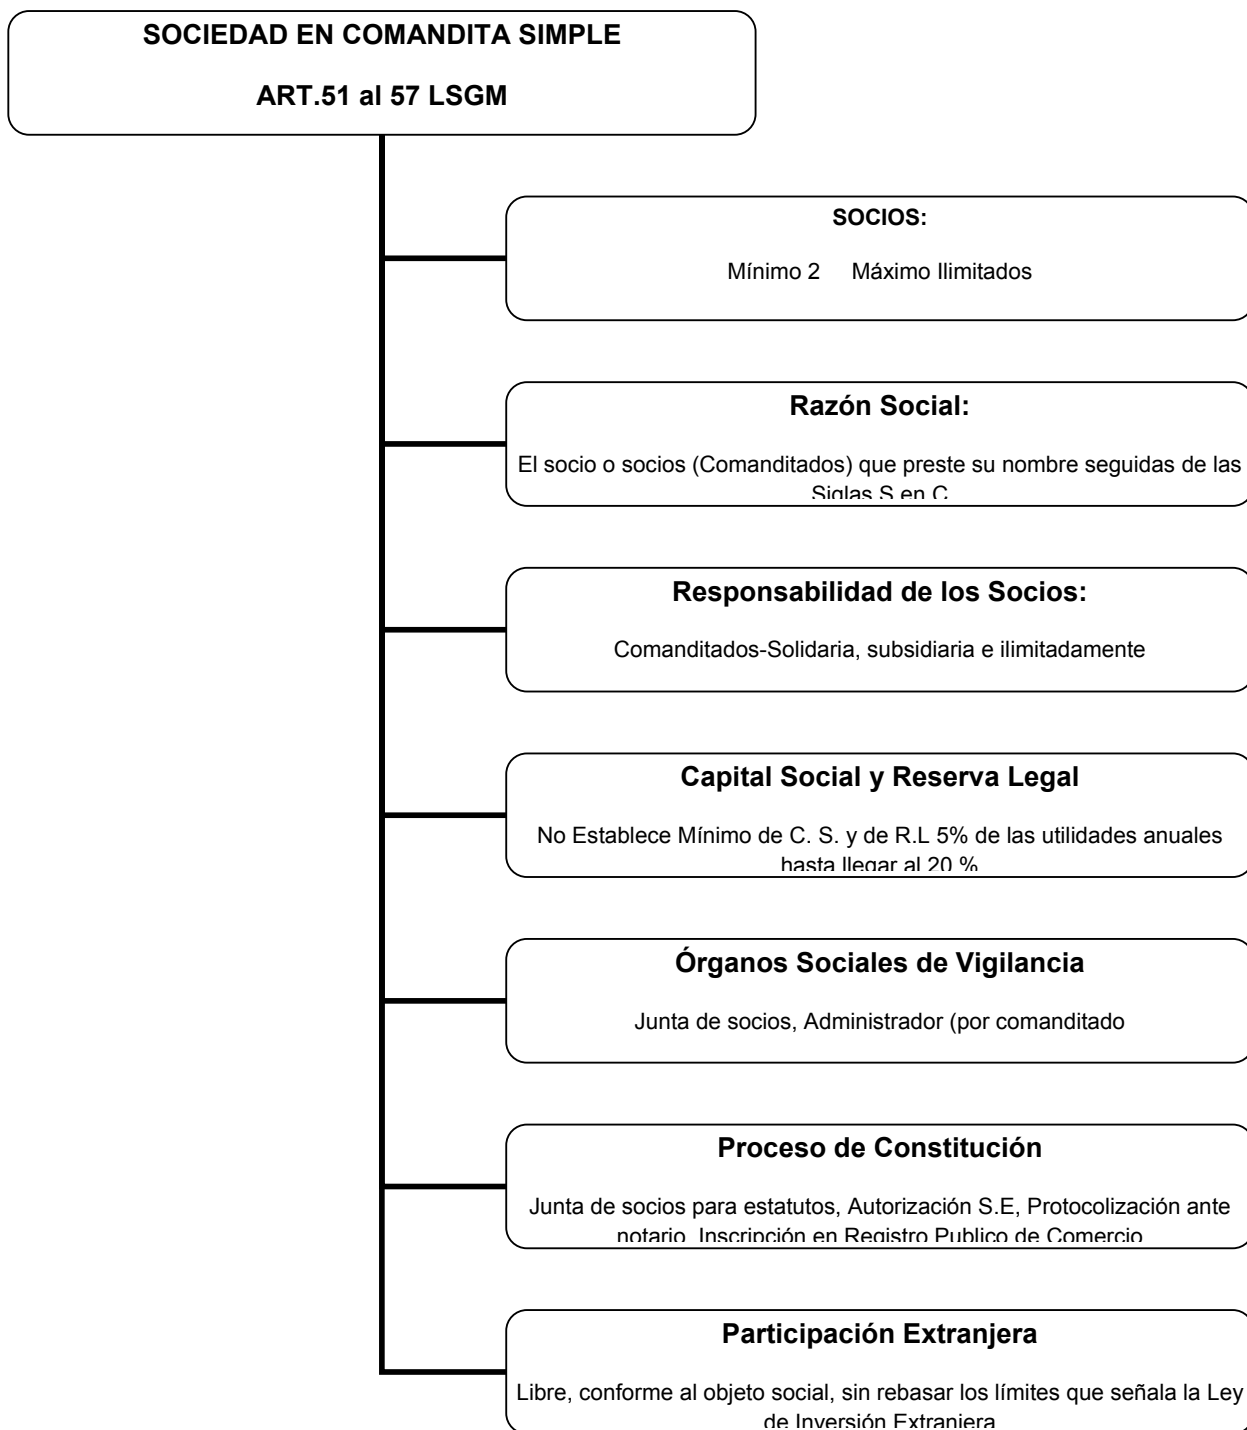 SOCIEDAD EN COMANDITA SIMPLE
ART.51 al 57 LSGM
SOCIOS:
Mínimo 2 Máximo Ilimitados
Razón Social:
El socio o socios (Comanditados) que preste su nombre seguidas de las
Siglas S en C
Responsabilidad de los Socios:
Comanditados-Solidaria, subsidiaria e ilimitadamente
Capital Social y Reserva Legal
No Establece Mínimo de C. S. y de R.L 5% de las utilidades anuales
hasta llegar al 20 %
Órganos Sociales de Vigilancia
Junta de socios, Administrador (por comanditado
Proceso de Constitución
Junta de socios para estatutos, Autorización S.E, Protocolización ante
notario, Inscripción en Registro Publico de Comercio
Participación Extranjera
Libre, conforme al objeto social, sin rebasar los límites que señala la Ley
de Inversión Extranjera